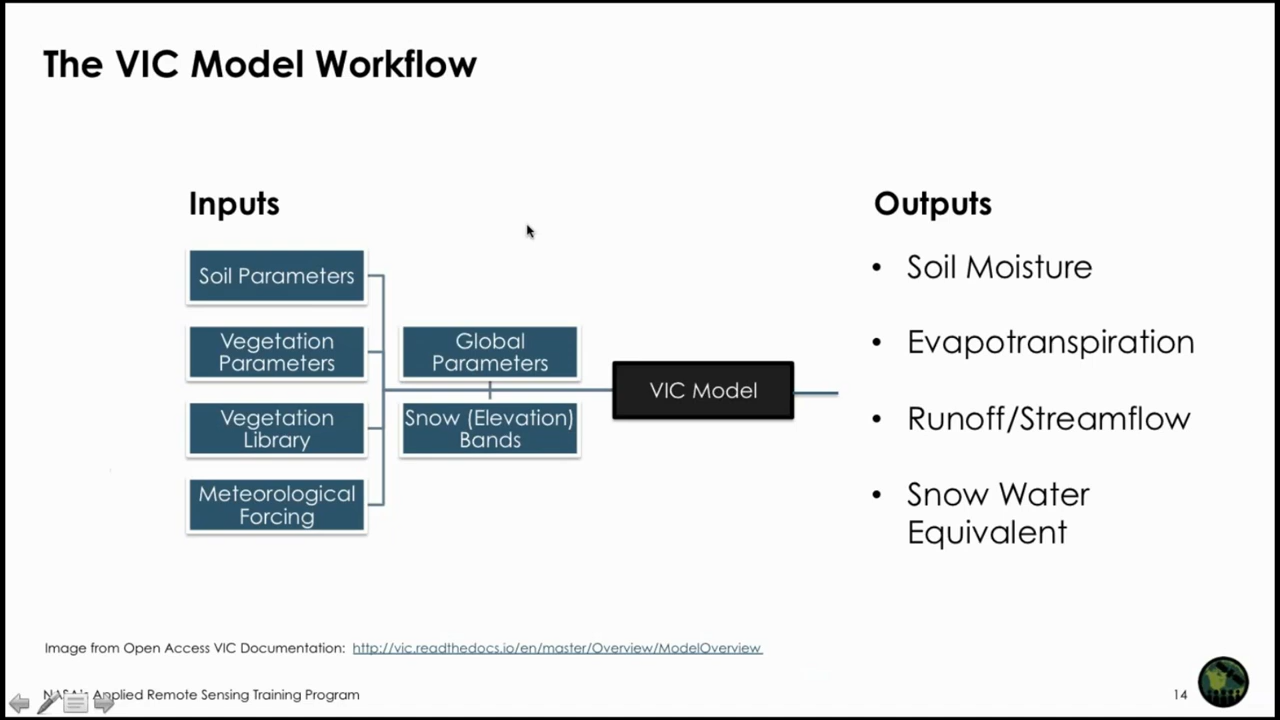 The VIC Model Workflow
Inputs
Outputs
Soil Parameters
Vegetation
Parameters
Vegetation
Library
Meteorological
Forcing
Global
Parameters
Snow (Elevation)
Bands
VIC Model
• Soil Moisture
• Evapotranspiration
• Runoff/Streamflow
• Snow Water
Equivalent
Image from Open Access VIC Documentation: http://vic.readthedocs.io/en/master/Overview/ModelOverview
NASA's Applied Remote Sensing Training Program
14